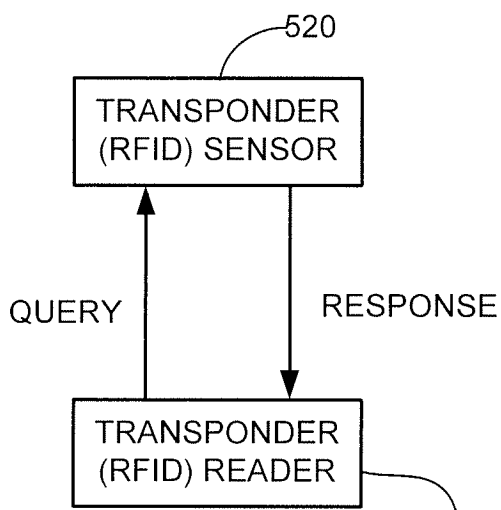 520
TRANSPONDER
(RFID) SENSOR
QUERY
RESPONSE
TRANSPONDER
(RFID) READER